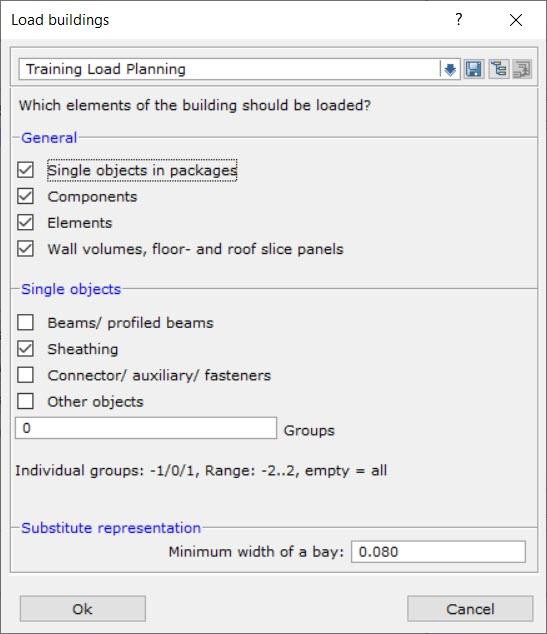 Load buildings
?
Training Load Planning
Which elements of the building should be loaded?
General
Single objects in packages
Components
Elements
Wall volumes, floor- and roof slice panels
Single objects
Beams/ profiled beams
Sheathing
Connector/ auxiliary/ fasteners
Other objects
0 Groups
Individual groups: -1/0/1, Range: -2..2, empty = all
Substitute representation
Minimum width of a bay: 0.080
Ok Cancel